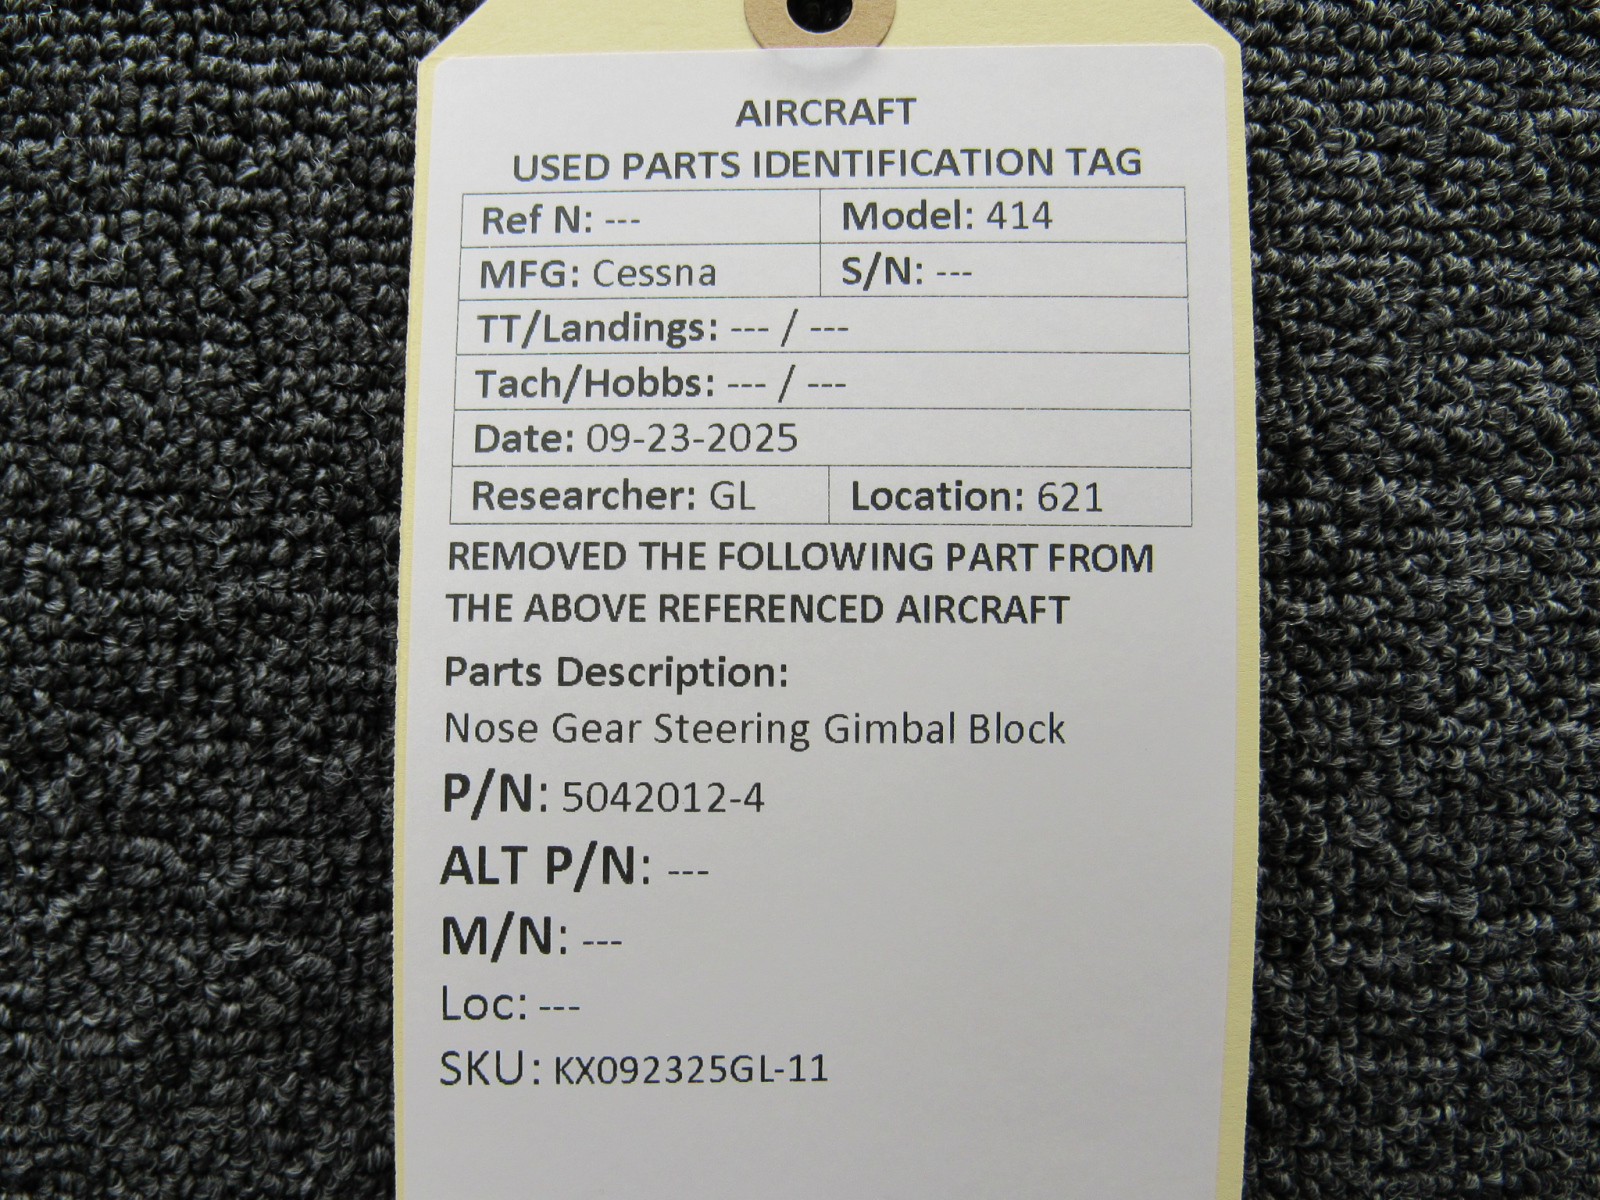 AIRCRAFT
USED PARTS IDENTIFICATION TAG
Ref N: --- Model: 414
MFG: Cessna S/N: ---
TT/Landings: --- / ---
Tach/Hobbs: --- / ---
Date: 09-23-2025
Researcher: GL Location: 621
REMOVED THE FOLLOWING PART FROM
THE ABOVE REFERENCED AIRCRAFT
Parts Description:
Nose Gear Steering Gimbal Block
P/N: 5042012-4
ALT P/N: ---
M/N: ---
Loc: ---
SKU: KX092325GL-11